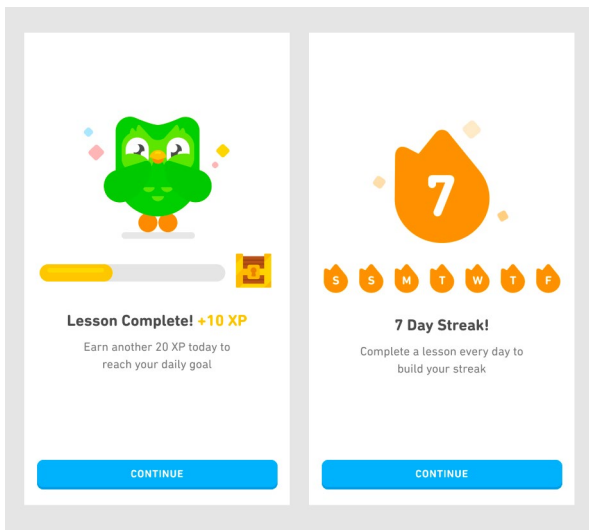 Lesson Complete! +10 XP
Earn another 20 XP today to
reach your daily goal
CONTINUE
7
S S M T W T F
7 Day Streak!
Complete a lesson every day to
build your streak
CONTINUE